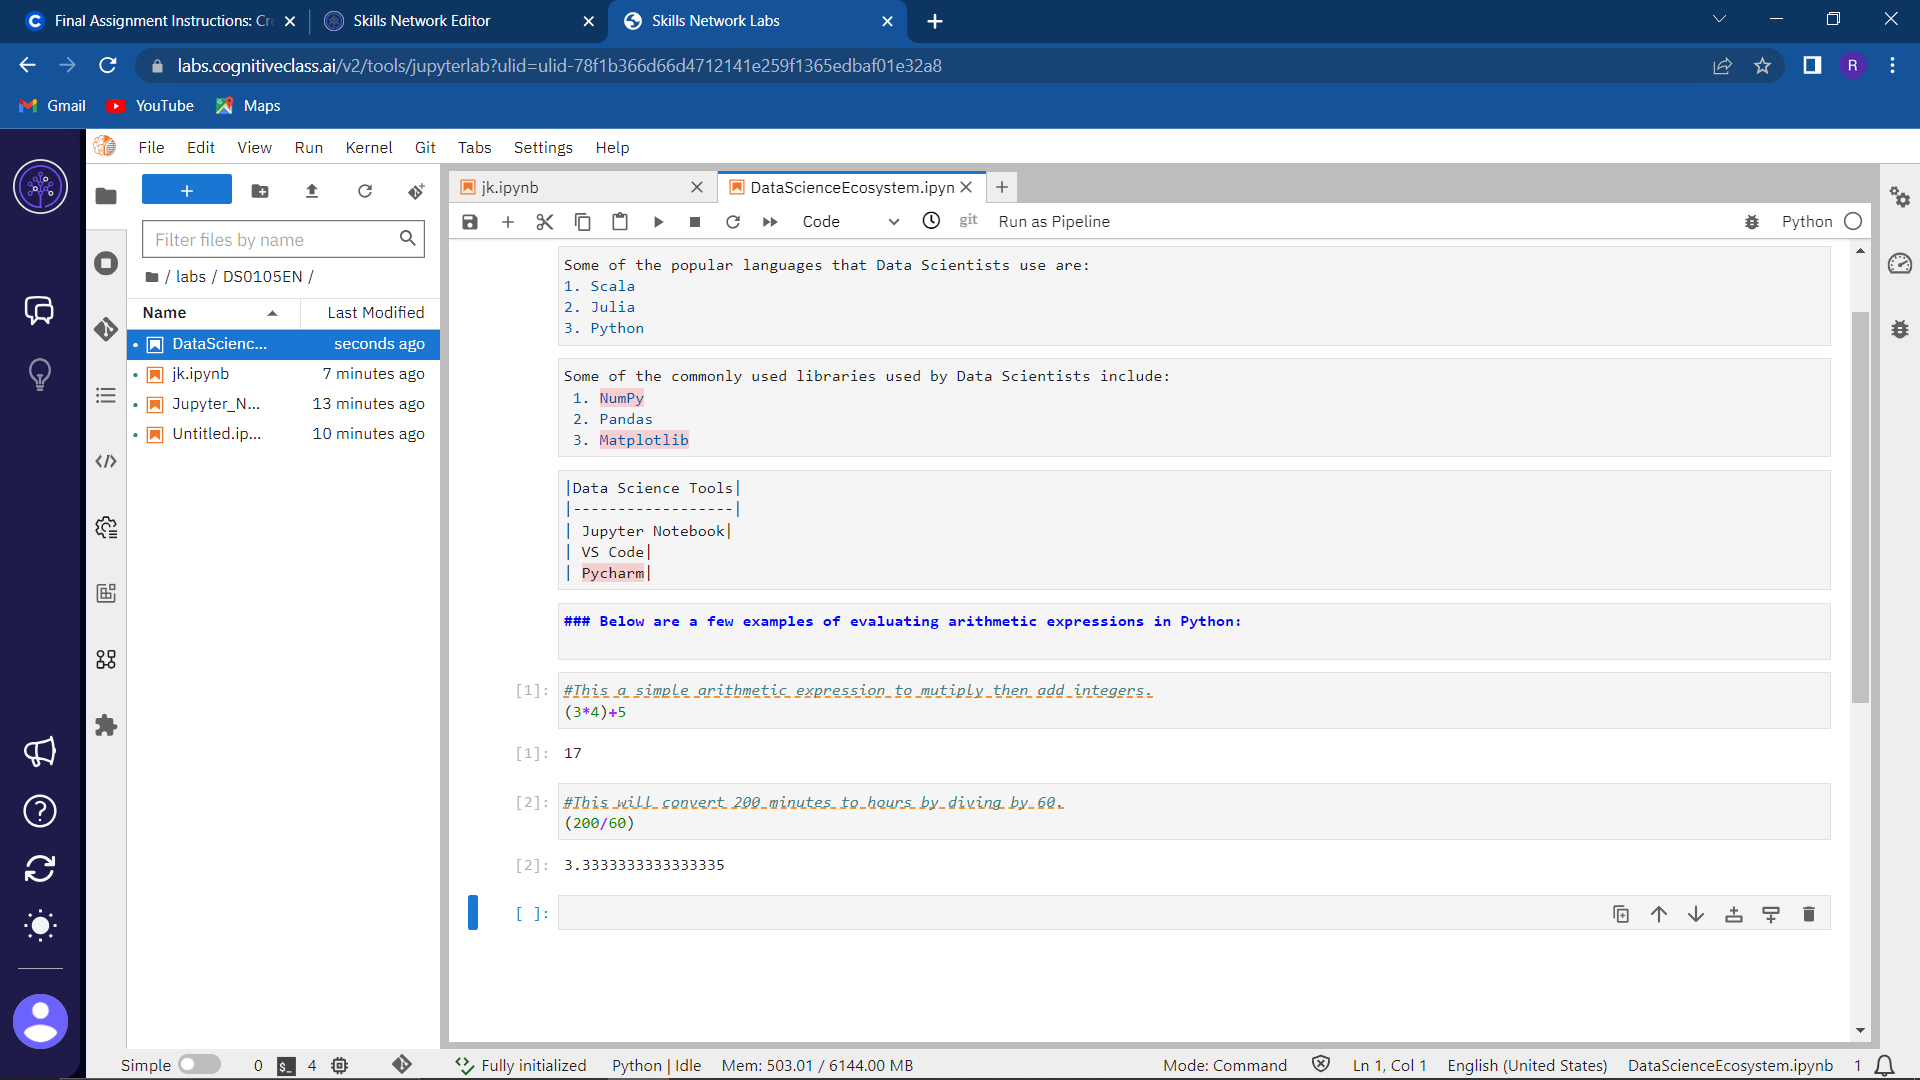 Final Assignment Instructions: Cr
Skills Network Editor
Skills Network Labs
labs.cognitiveclass.ai/v2/tools/jupyterlab?ulid=ulid-78f1b366d66d4712141e259f1365edbaf01e32a8
R
Gmail
YouTube
Maps
File Edit View Run Kernel Git Tabs Settings Help
Filter files by name
/ labs / DS0105EN /
Name Last Modified
DataScienc... seconds ago
jk.ipynb 7 minutes ago
Jupyter_N... 13 minutes ago
Untitled.ip... 10 minutes ago
jk.ipynb
DataScienceEcosystem.ipyn
Code
git
Run as Pipeline
Python
Some of the popular languages that Data Scientists use are:
1. Scala
2. Julia
3. Python
Some of the commonly used libraries used by Data Scientists include:
1. NumPy
2. Pandas
3. Matplotlib
|Data Science Tools|
|------------------|
| Jupyter Notebook|
| VS Code|
| Pycharm|
### Below are a few examples of evaluating arithmetic expressions in Python:
[1]: #This a simple arithmetic expression to mutiply then add integers.
(3*4)+5
[1]: 17
[2]: #This will convert 200 minutes to hours by diving by 60.
(200/60)
[2]: 3.3333333333333335
[ ]:
Simple 0 4 Fully initialized Python | Idle Mem: 503.01 / 6144.00 MB Mode: Command Ln 1, Col 1 English (United States) DataScienceEcosystem.ipynb 1